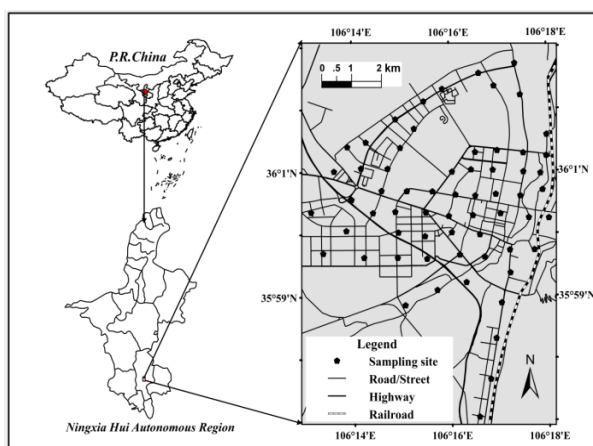 P.R.China
106°14'E
106°16'E
106°18'E
0 .5 1 2 km
36°1'N
36°1'N
35°59'N
35°59'N
Legend
Sampling site
Road/Street
Highway
Railroad
N
Ningxia Hui Autonomous Region
106°14'E
106°16'E
106°18'E